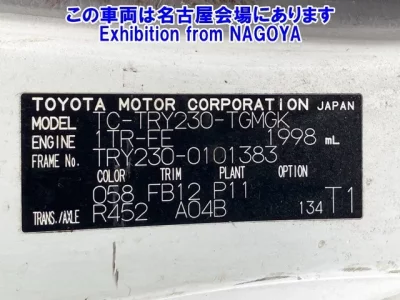 この車両は名古屋会場にあります
Exhibition from NAGOYA
TOYOTA MOTOR CORPORATION JAPAN
MODEL TC-TRY230-TGMGK
ENGINE 1TR-FE 1998 mL
FRAME No. TRY230-0101383
COLOR TRIM PLANT OPTION
058 FB12 P11
TRANS./AXLE R452 A04B 134 T1